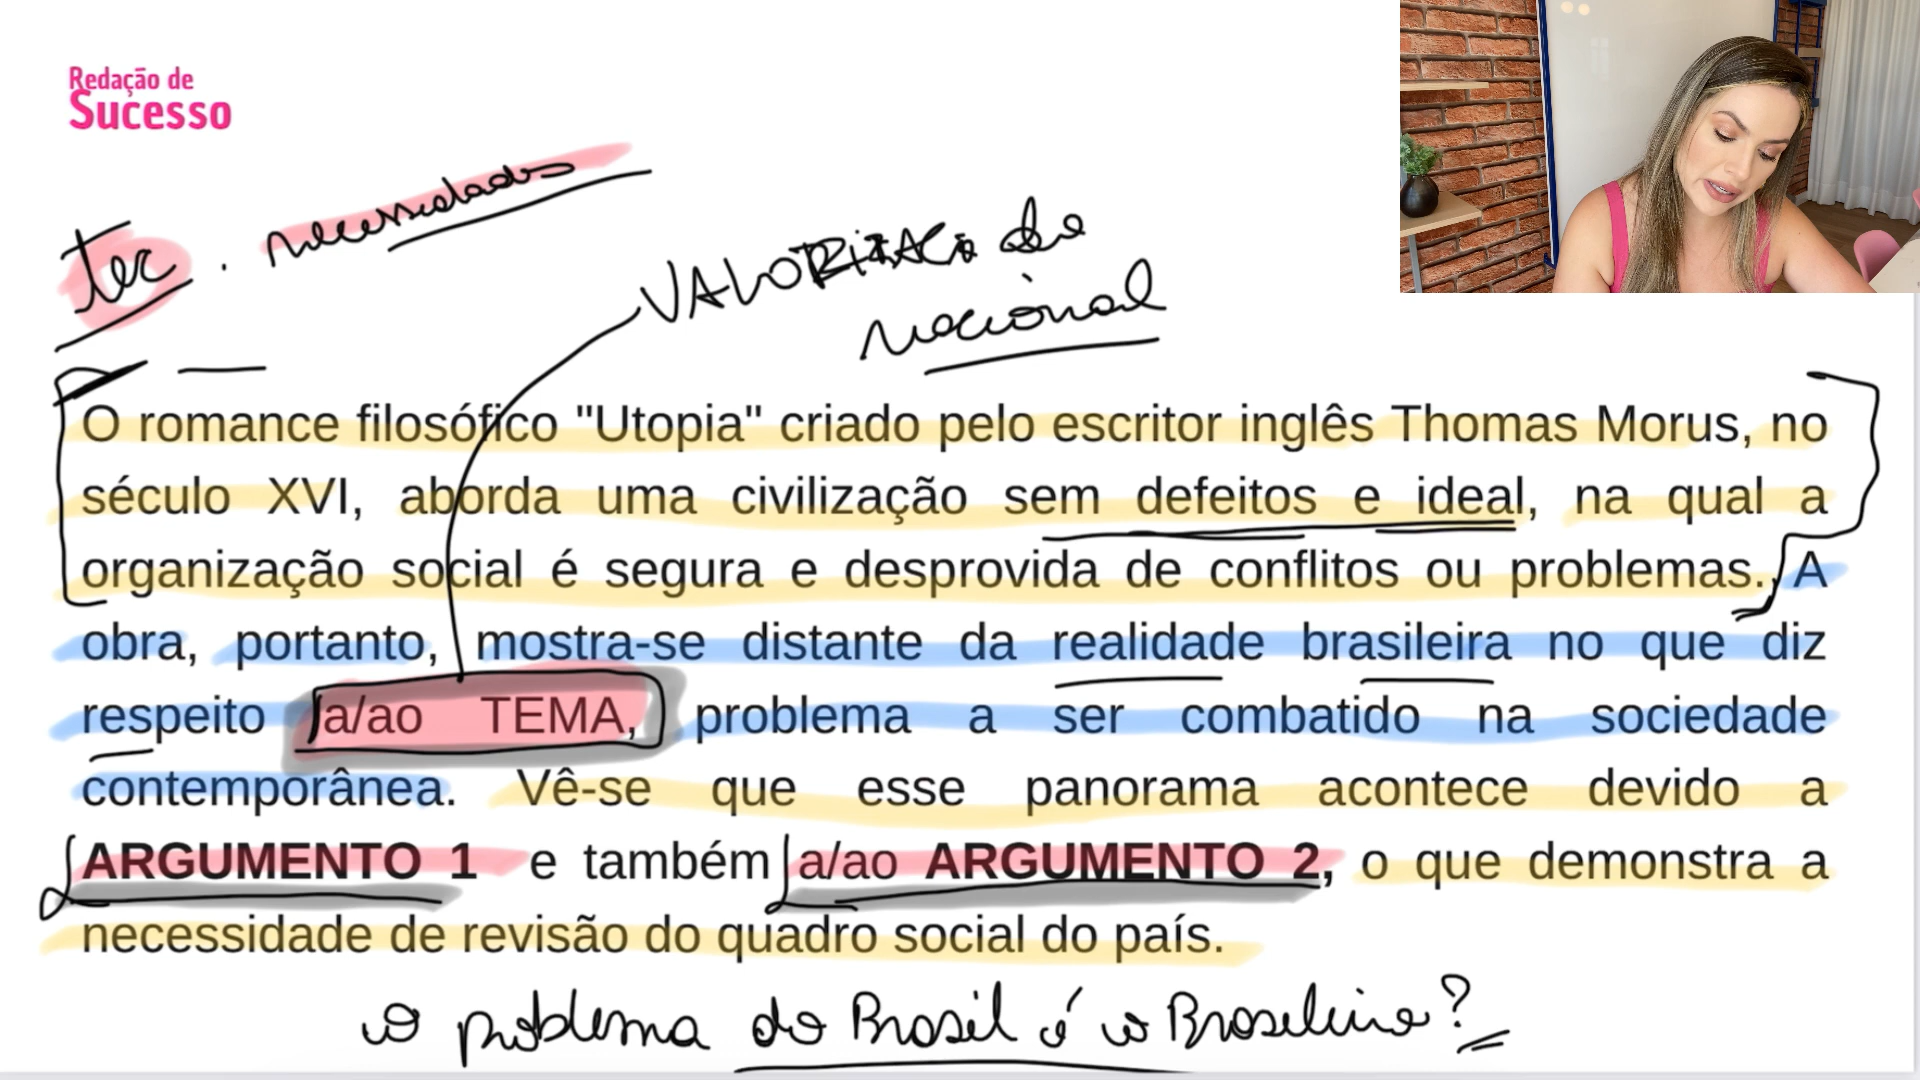 Redação de
Sucesso
tec. necessidades
VALORIZAÇÃO do
nacional
O romance filosófico "Utopia" criado pelo escritor inglês Thomas Morus, no
século XVI, aborda uma civilização sem defeitos e ideal, na qual a
organização social é segura e desprovida de conflitos ou problemas. A
obra, portanto, mostra-se distante da realidade brasileira no que diz
respeito a/ao TEMA, problema a ser combatido na sociedade
contemporânea. Vê-se que esse panorama acontece devido a
ARGUMENTO 1 e também a/ao ARGUMENTO 2, o que demonstra a
necessidade de revisão do quadro social do país.
O problema do Brasil é o Brasileiro?